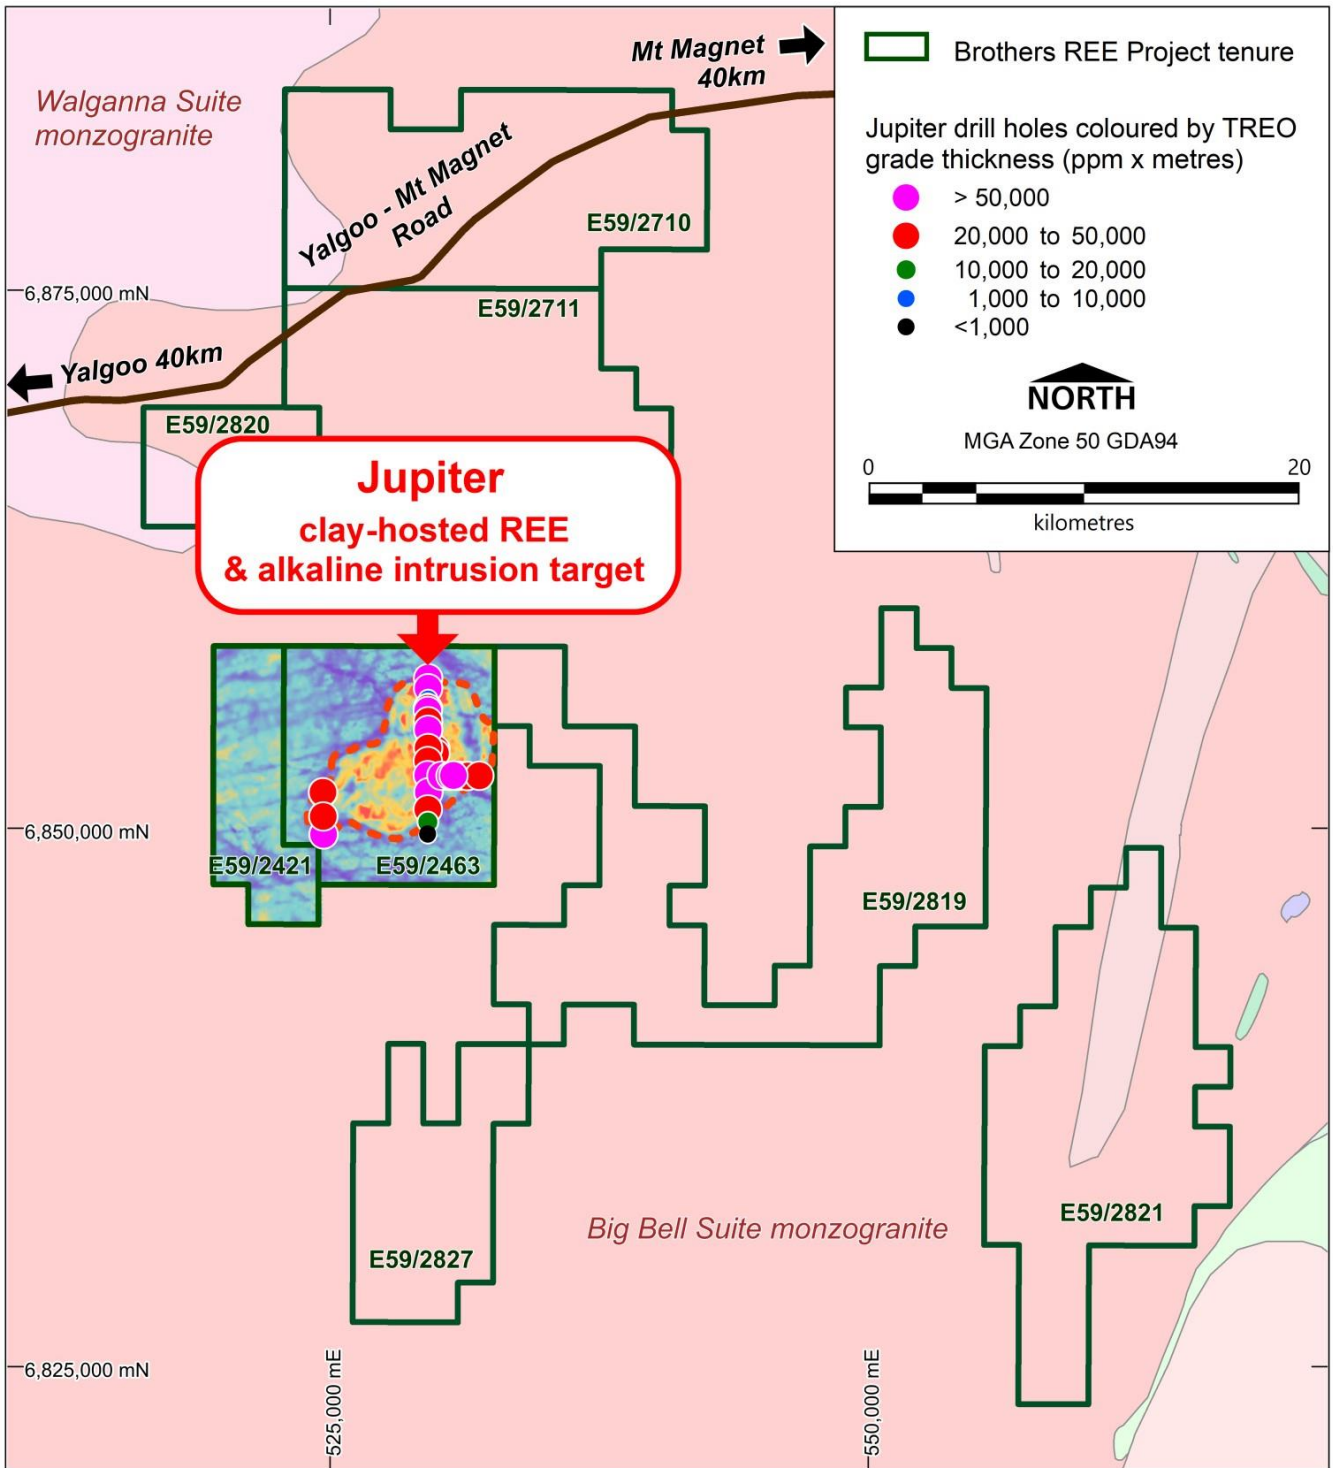 Walganna Suite
monzogranite
Mt Magnet
40km
Yalgoo - Mt Magnet
Road
E59/2710
6,875,000 mN
E59/2711
Yalgoo 40km
E59/2820
Brothers REE Project tenure
Jupiter drill holes coloured by TREO
grade thickness (ppm x metres)
> 50,000
20,000 to 50,000
10,000 to 20,000
1,000 to 10,000
<1,000
NORTH
MGA Zone 50 GDA94
0 20
kilometres
Jupiter
clay-hosted REE
& alkaline intrusion target
6,850,000 mN
E59/2421
E59/2463
E59/2819
E59/2821
Big Bell Suite monzogranite
E59/2827
6,825,000 mN
525,000 mE
550,000 mE